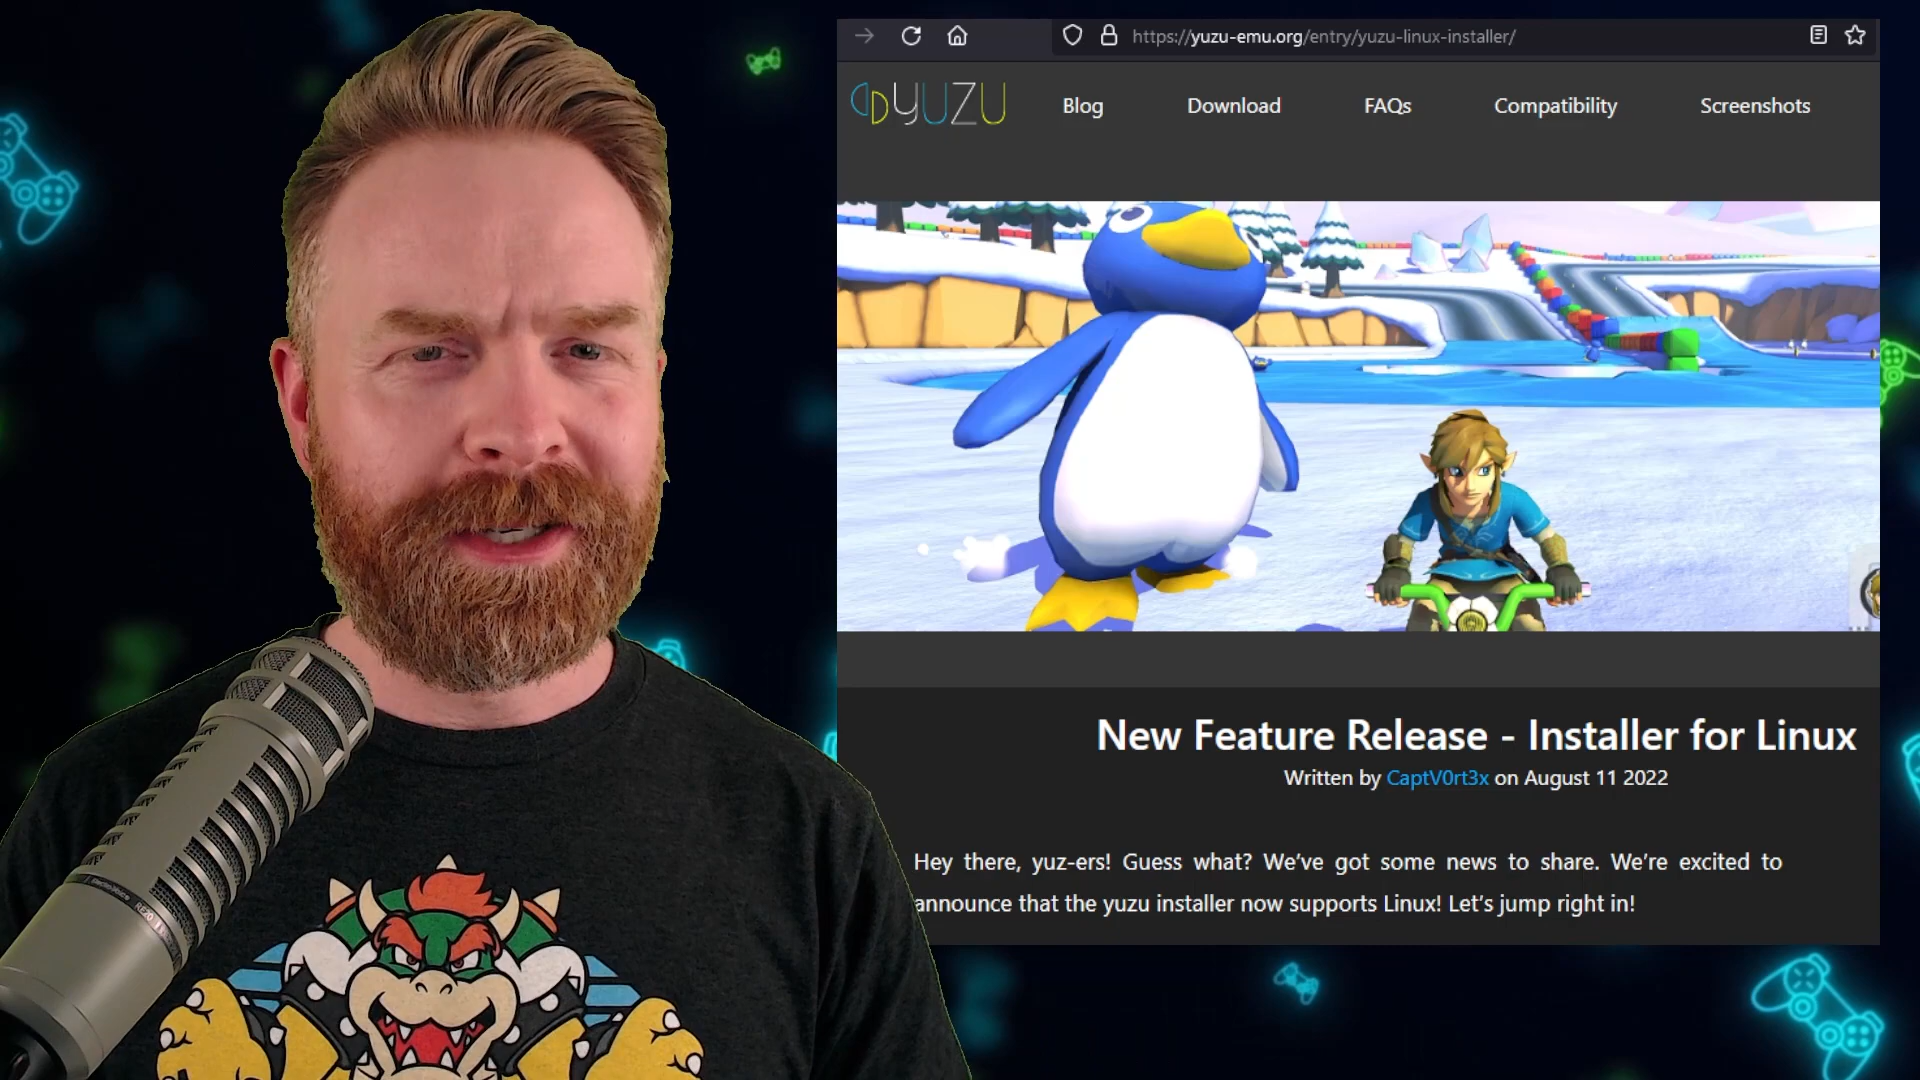 https://yuzu-emu.org/entry/yuzu-linux-installer/
YUZU
Blog
Download
FAQs
Compatibility
Screenshots
New Feature Release - Installer for Linux
Written by CaptV0rt3x on August 11 2022
Hey there, yuz-ers! Guess what? We’ve got some news to share. We’re excited to
announce that the yuzu installer now supports Linux! Let’s jump right in!
RE20